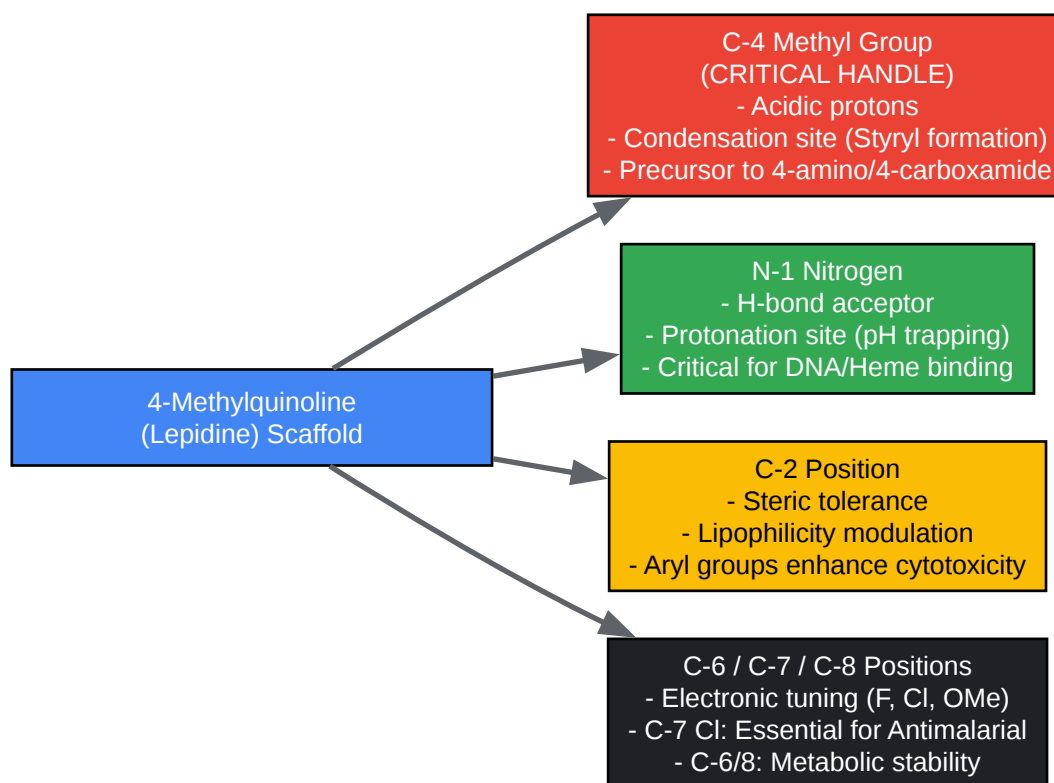 C-4 Methyl Group
(CRITICAL HANDLE)
- Acidic protons
- Condensation site (Styryl formation)
- Precursor to 4-amino/4-carboxamide
N-1 Nitrogen
- H-bond acceptor
- Protonation site (pH trapping)
- Critical for DNA/Heme binding
4-Methylquinoline
(Lepidine) Scaffold
C-2 Position
- Steric tolerance
- Lipophilicity modulation
- Aryl groups enhance cytotoxicity
C-6 / C-7 / C-8 Positions
- Electronic tuning (F, Cl, OMe)
- C-7 Cl: Essential for Antimalarial
- C-6/8: Metabolic stability